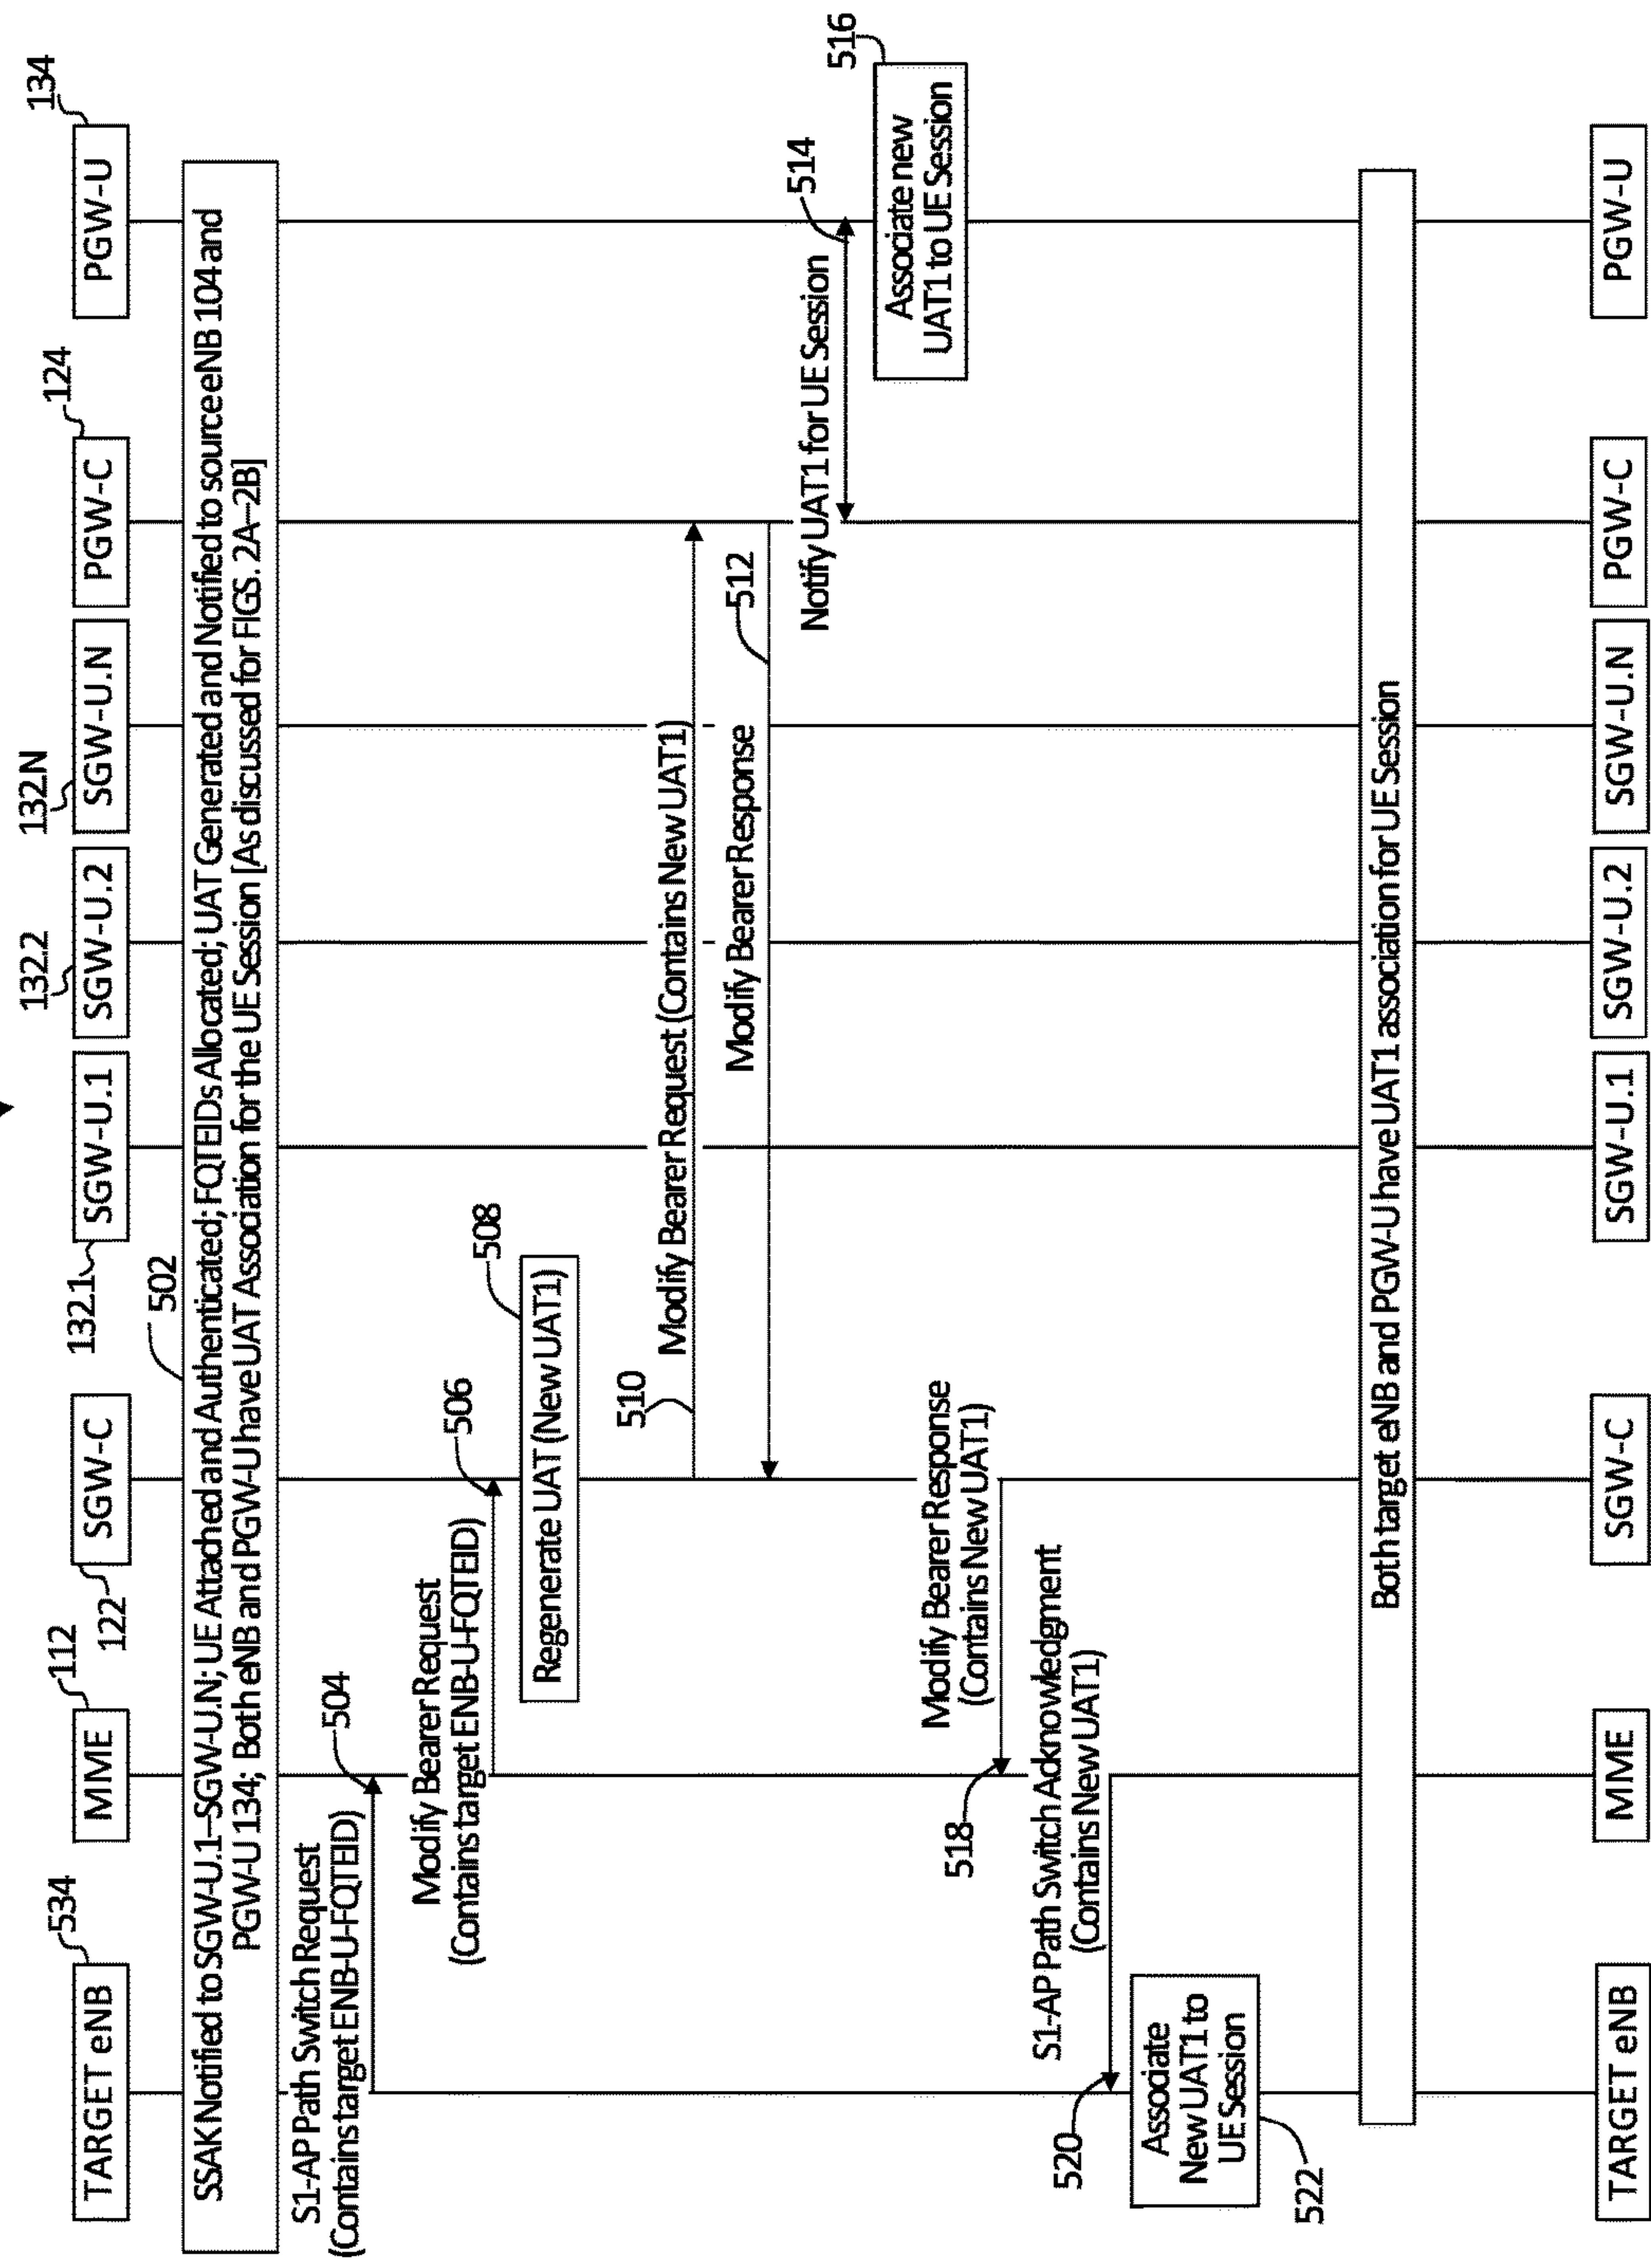 132.2
132.N
124
134
534
112
TARGET eNB
MME
SGW-C
SGW-U.1
SGW-U.2
SGW-U.N
PGW-C
PGW-U
122
132.1
502
SSAK Notified to SGW-U.1–SGW-U.N; UE Attached and Authenticated; FQTEIDs Allocated; UAT Generated and Notified to source eNB 104 and
PGW-U 134; Both eNB and PGW-U have UAT Association for the UE Session [As discussed for FIGS. 2A–2B]
S1-AP Path Switch Request
(Contains target ENB-U-FQTEID)
504
Modify Bearer Request
(Contains target ENB-U-FQTEID)
506
508
Regenerate UAT (New UAT1)
510
Modify Bearer Request (Contains New UAT1)
Modify Bearer Response
512
Notify UAT1 for UE Session
514
516
Associate new
UAT1 to UE Session
Modify Bearer Response
(Contains New UAT1)
518
S1-AP Path Switch Acknowledgment
(Contains New UAT1)
520
Associate
New UAT1 to
UE Session
522
Both target eNB and PGW-U have UAT1 association for UE Session
TARGET eNB
MME
SGW-C
SGW-U.1
SGW-U.2
SGW-U.N
PGW-C
PGW-U